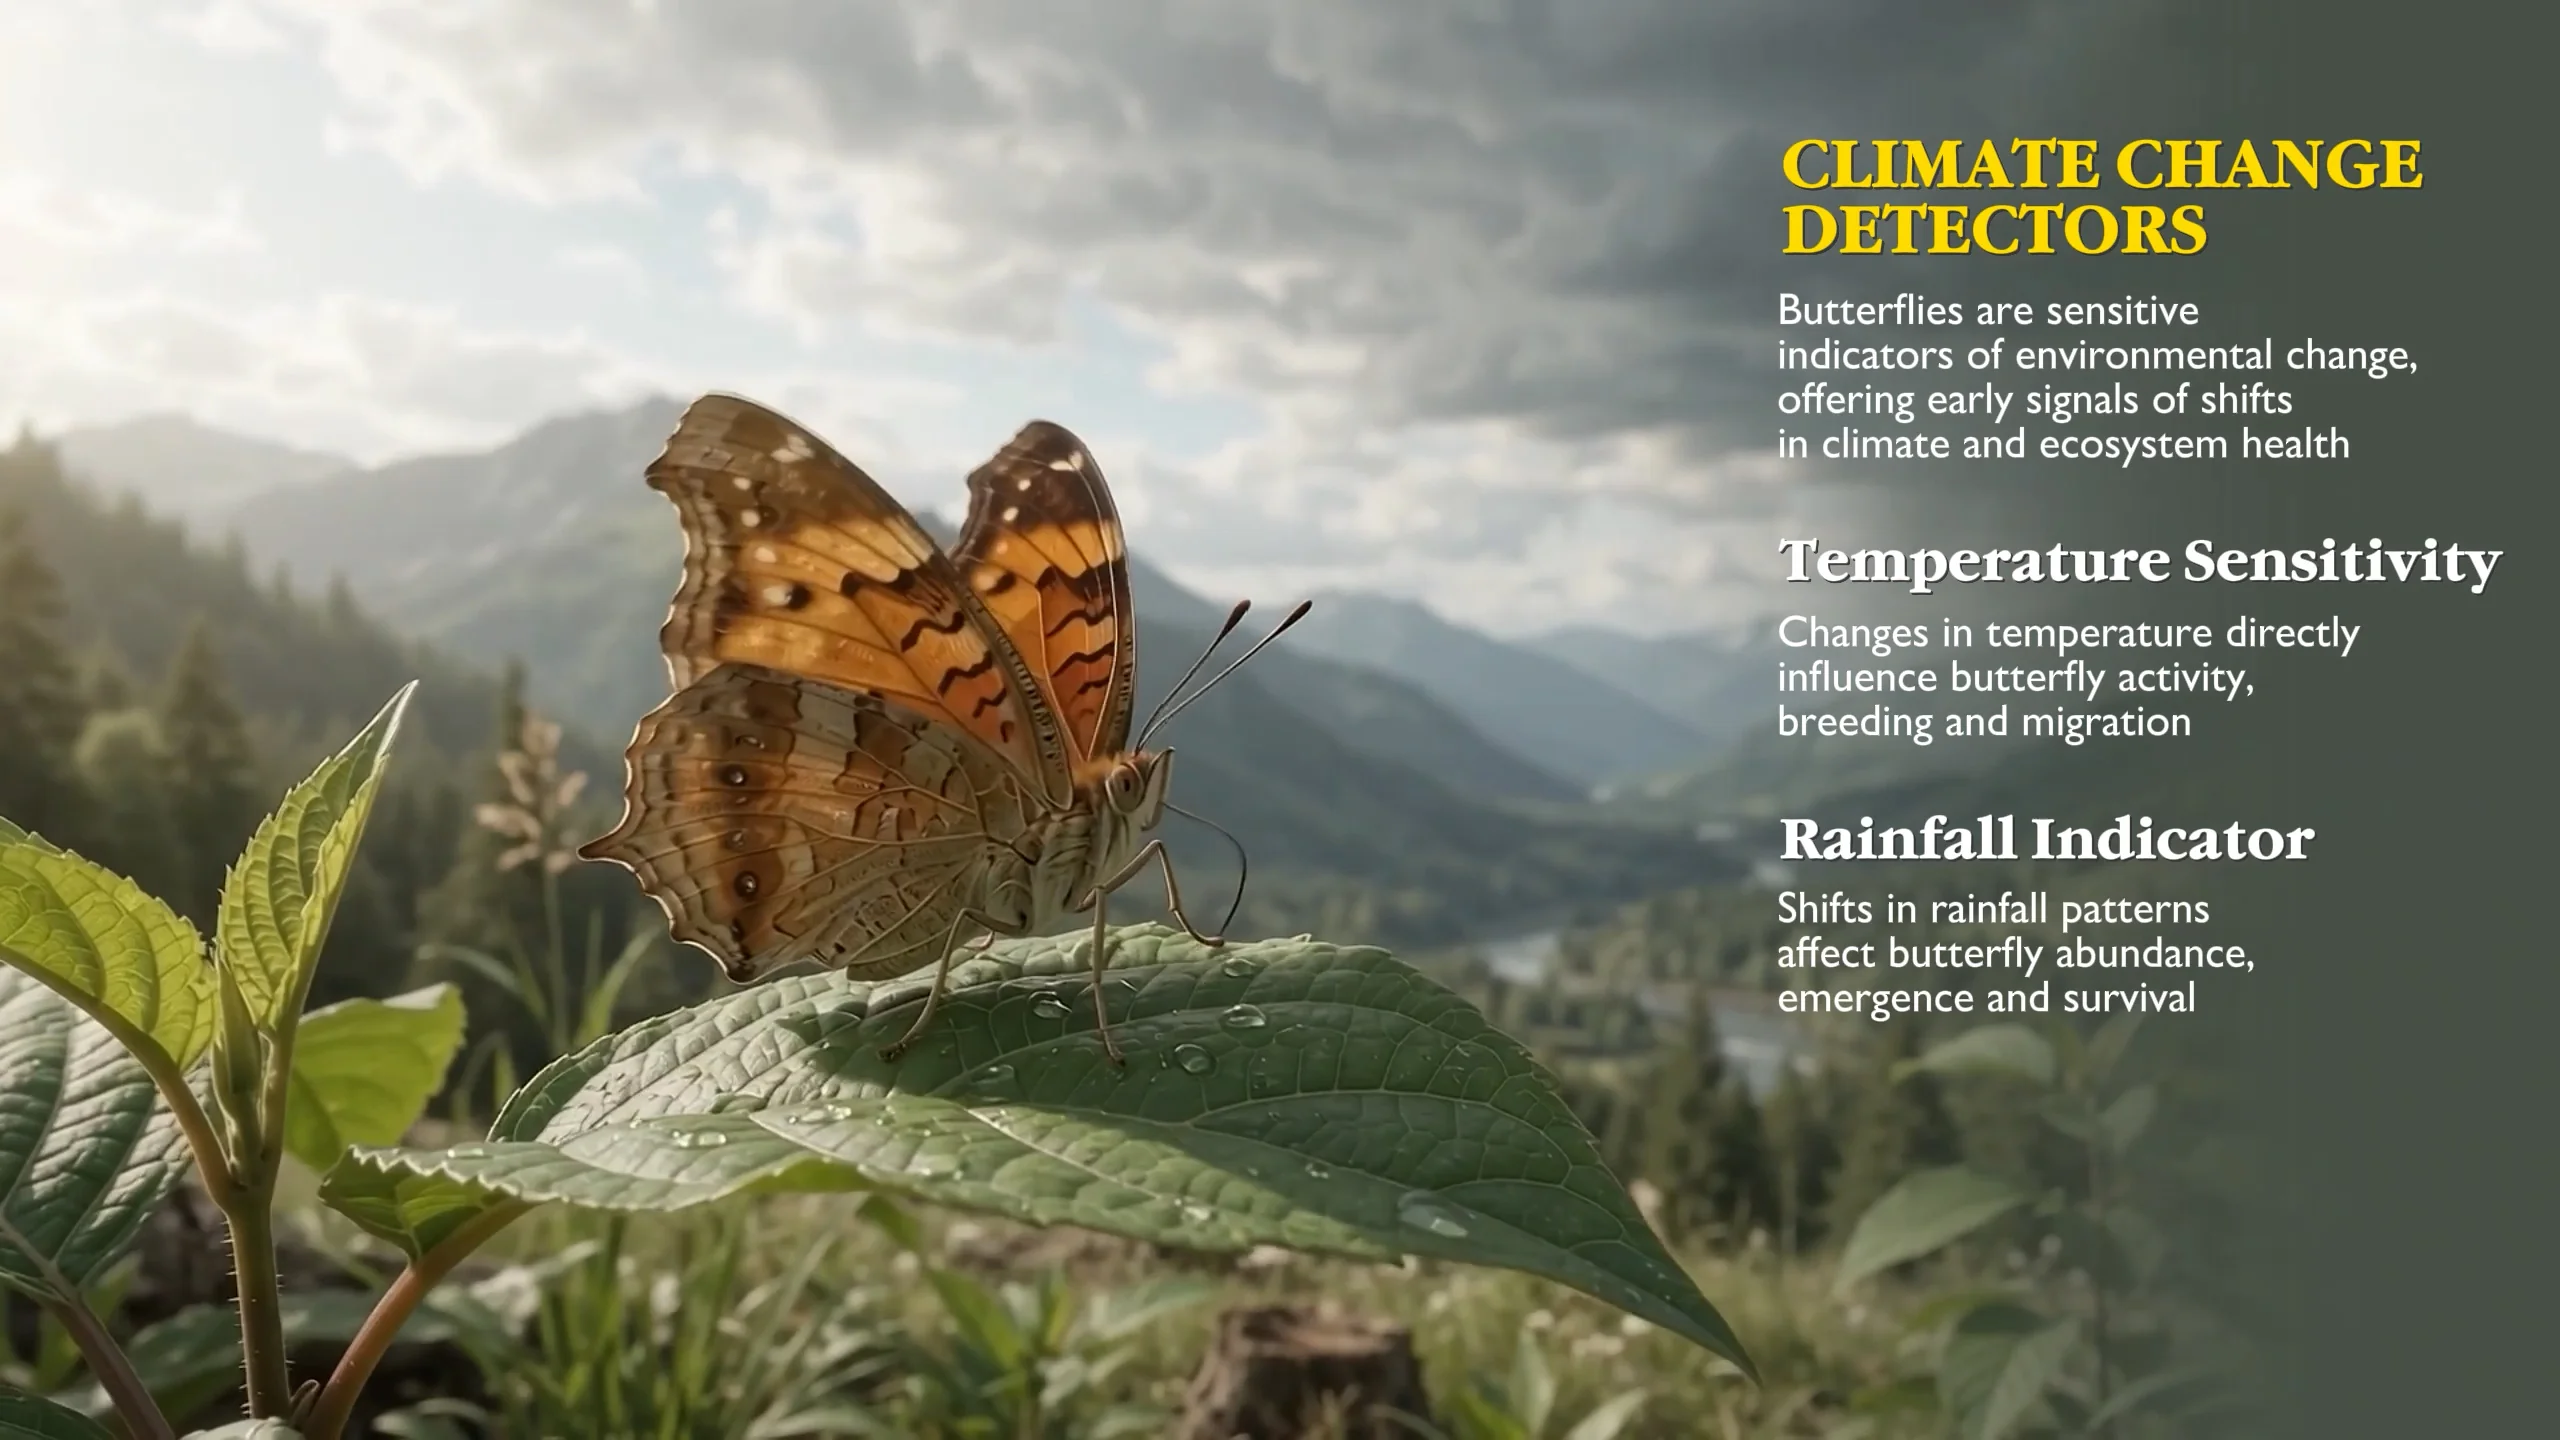 CLIMATE CHANGE
DETECTORS
Butterflies are sensitive
indicators of environmental change,
offering early signals of shifts
in climate and ecosystem health
Temperature Sensitivity
Changes in temperature directly
influence butterfly activity,
breeding and migration
Rainfall Indicator
Shifts in rainfall patterns
affect butterfly abundance,
emergence and survival